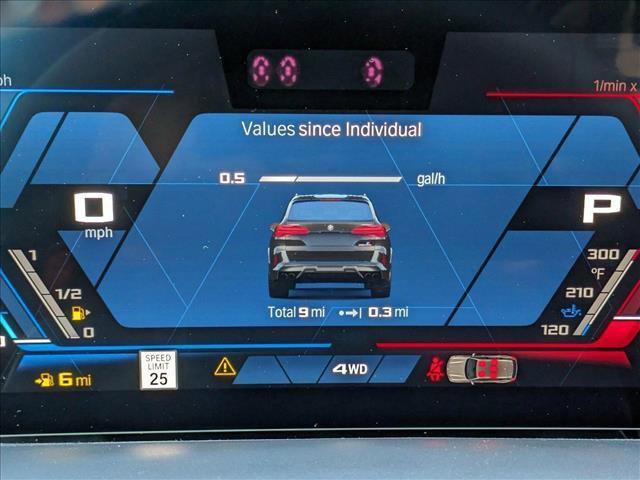 ph
1/min x
Values since Individual
0.5 gal/h
0
mph
P
1
1/2
0
300
°F
210
120
Total 9 mi 0.3 mi
6 mi
SPEED
LIMIT
25
4WD